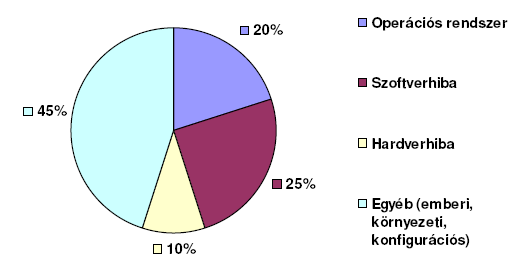 20%
45%
25%
10%
Operációs rendszer
Szoftverhiba
Hardverhiba
Egyéb (emberi,
környezeti,
konfigurációs)